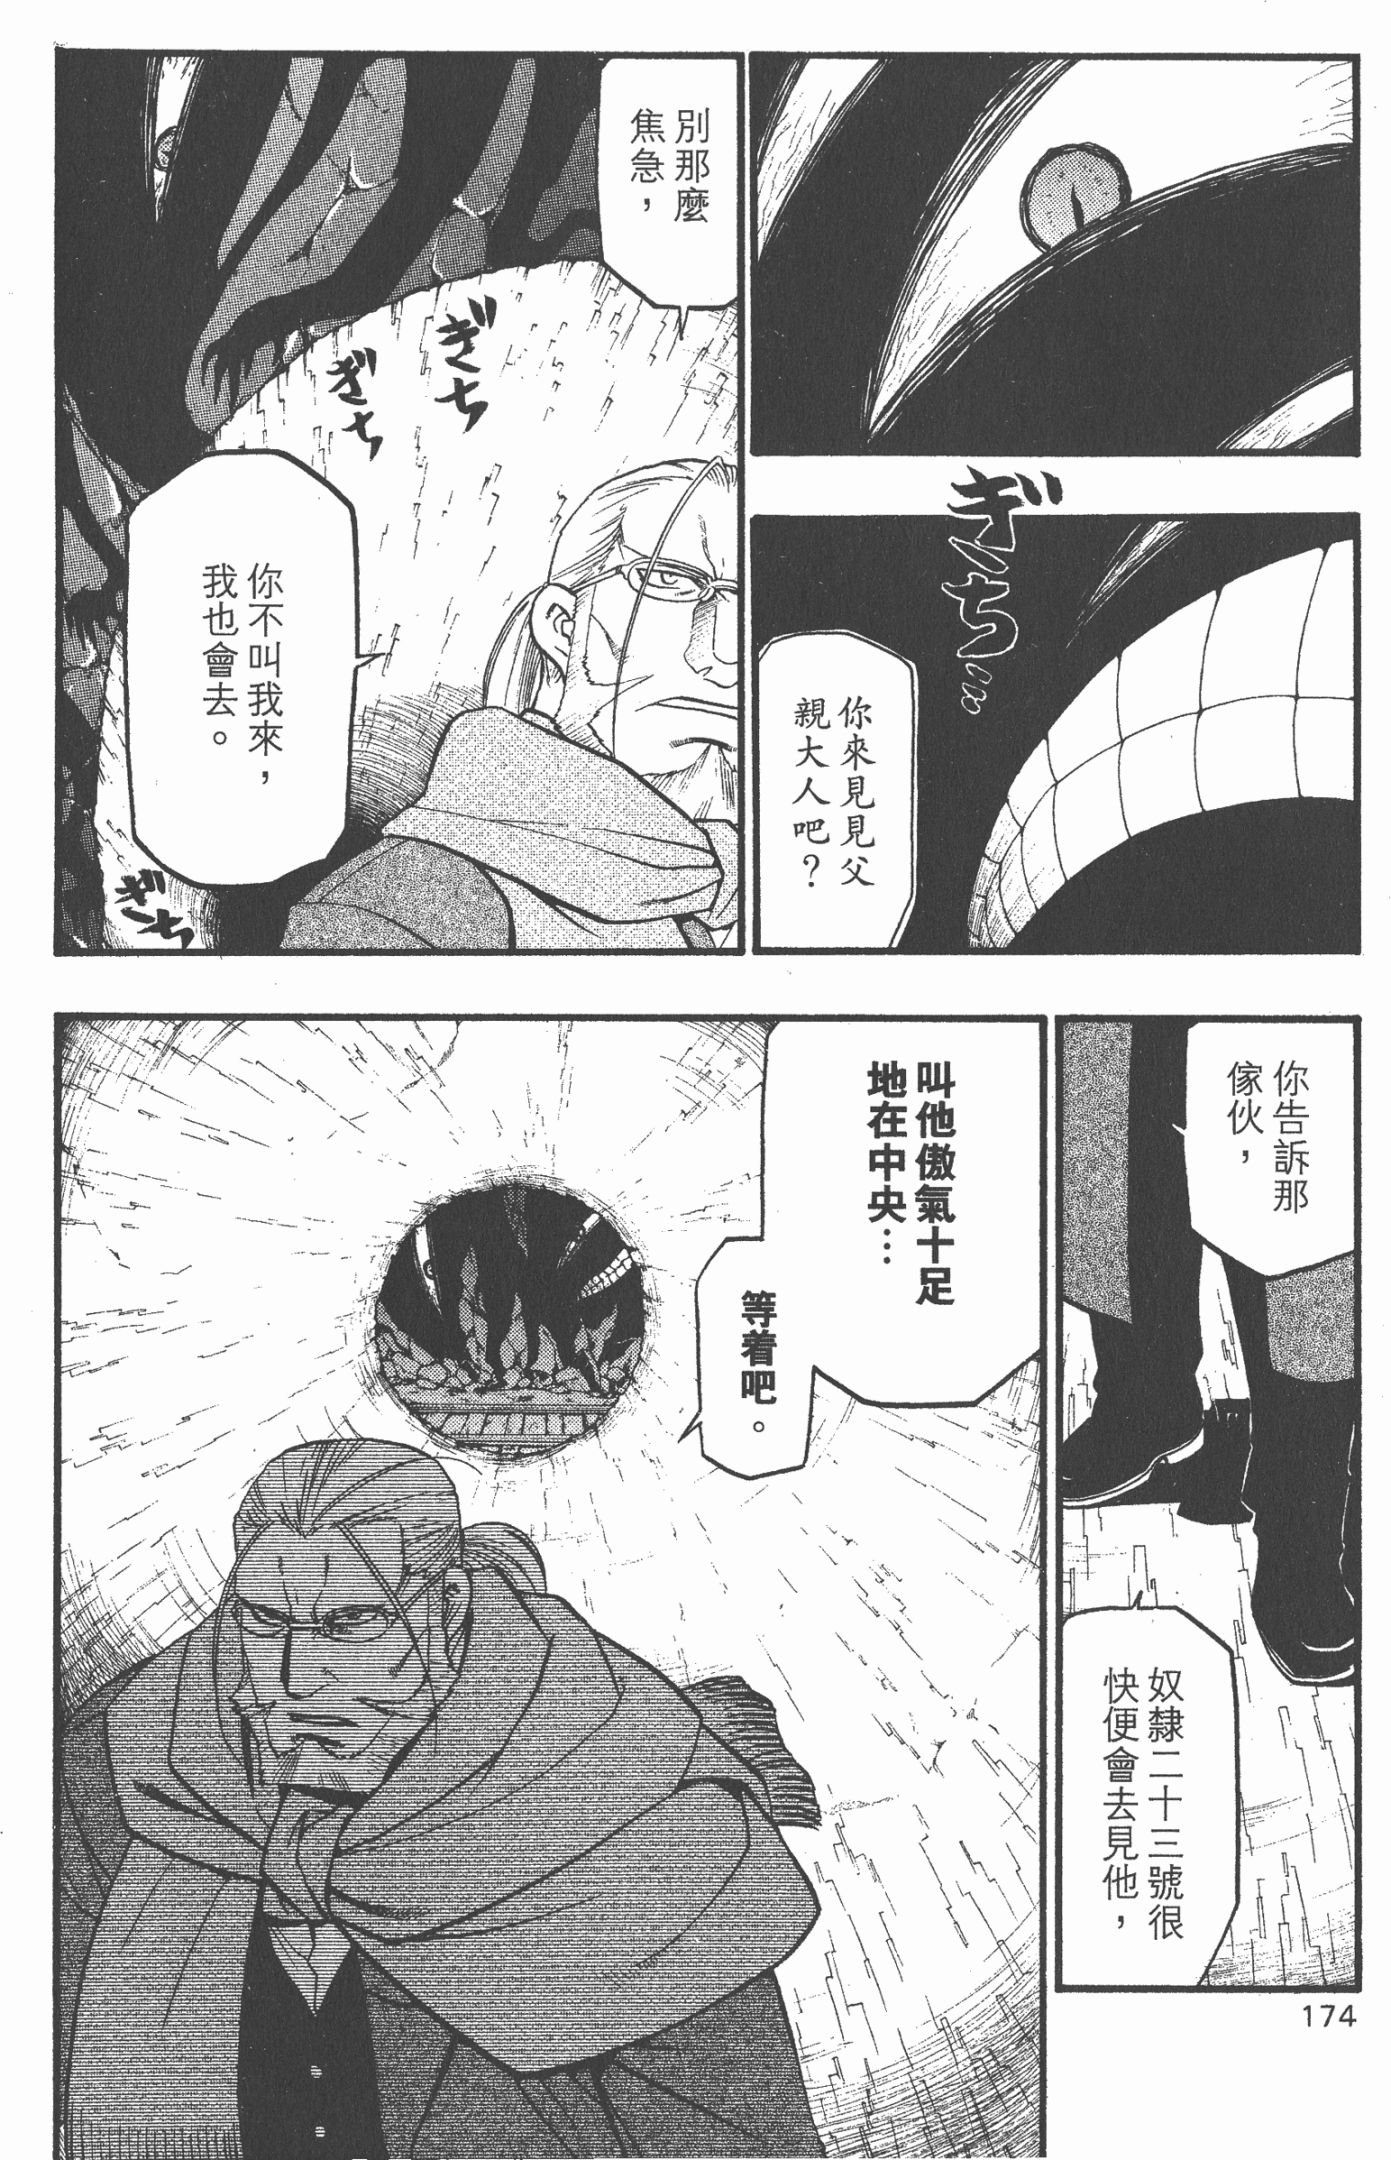 ぎち…
你來見見父
親大人吧？
別那麼
焦急，
ぎち
ぎち
你不叫我來，
我也會去。
ぎち
你告訴那
傢伙，
奴隸二十三號很
快便會去見他，
叫他傲氣十足
地在中央…
等着吧。
174